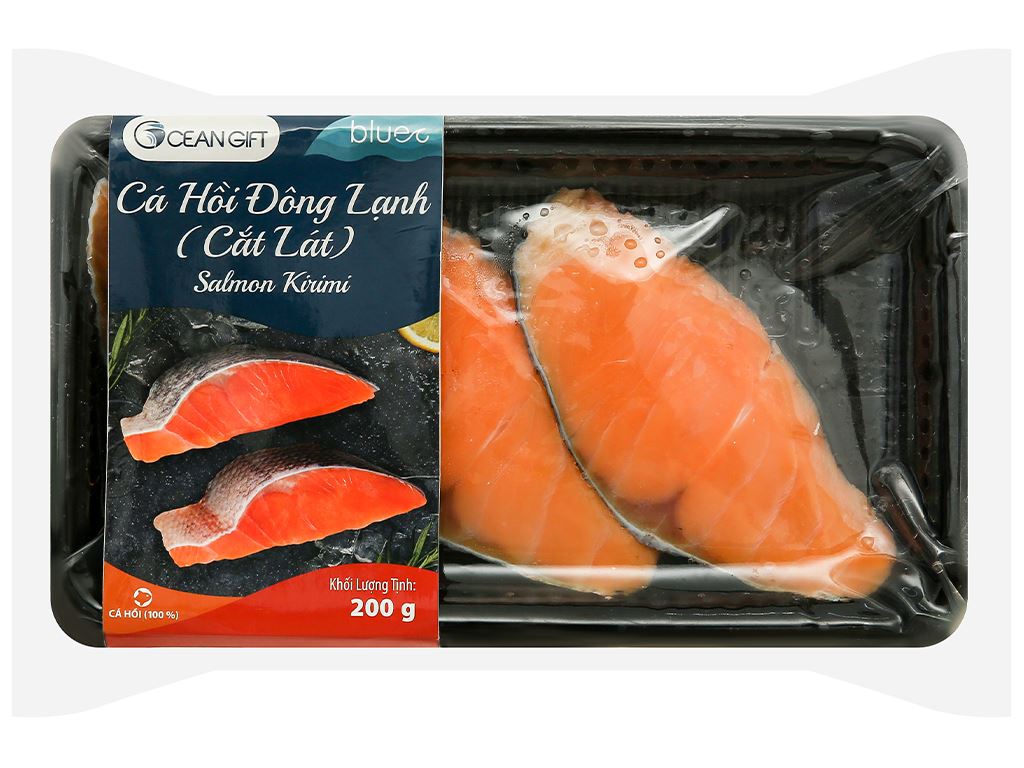 OCEAN GIFT
blue
Cá Hồi Đông Lạnh
(Cắt Lát)
Salmon Kirimi
Khối Lượng Tịnh:
200 g
CÁ HỒI (100 %)